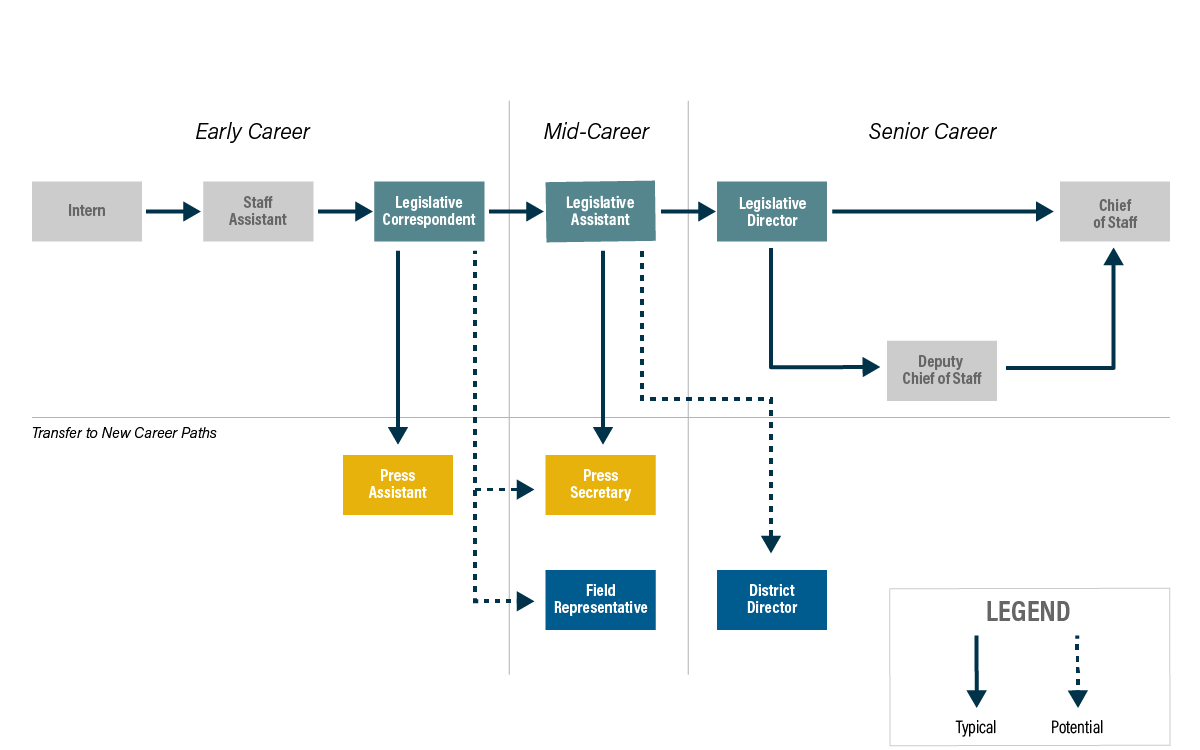 Early Career
Mid-Career
Senior Career
Intern
Staff
Assistant
Legislative
Correspondent
Legislative
Assistant
Legislative
Director
Chief
of Staff
Deputy
Chief of Staff
Transfer to New Career Paths
Press
Assistant
Press
Secretary
Field
Representative
District
Director
LEGEND
Typical
Potential